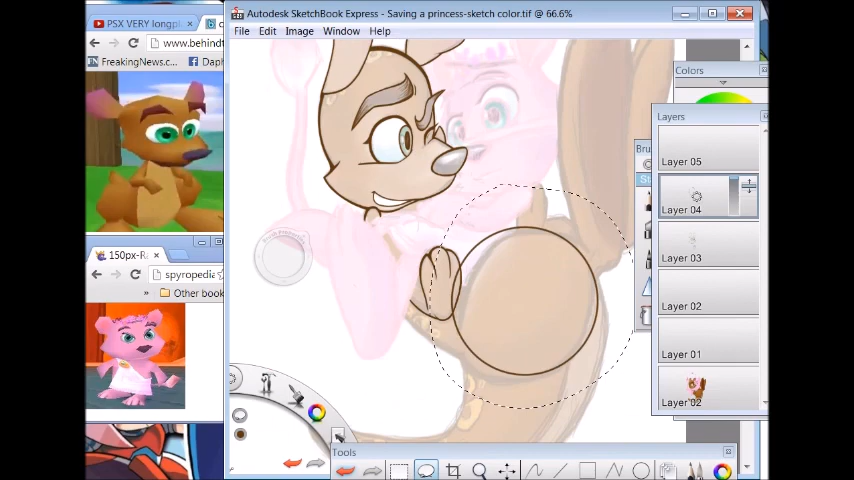 PSX VERY longpl
www.behindt
FreakingNews.c...
Daph
150px-Ra
spyropedia
Other book
Autodesk SketchBook Express - Saving a princess-sketch color.tif @ 66.6%
File Edit Image Window Help
Colors
Layers
Layer 05
Layer 04
Layer 03
Layer 02
Layer 01
Layer 02
Tools